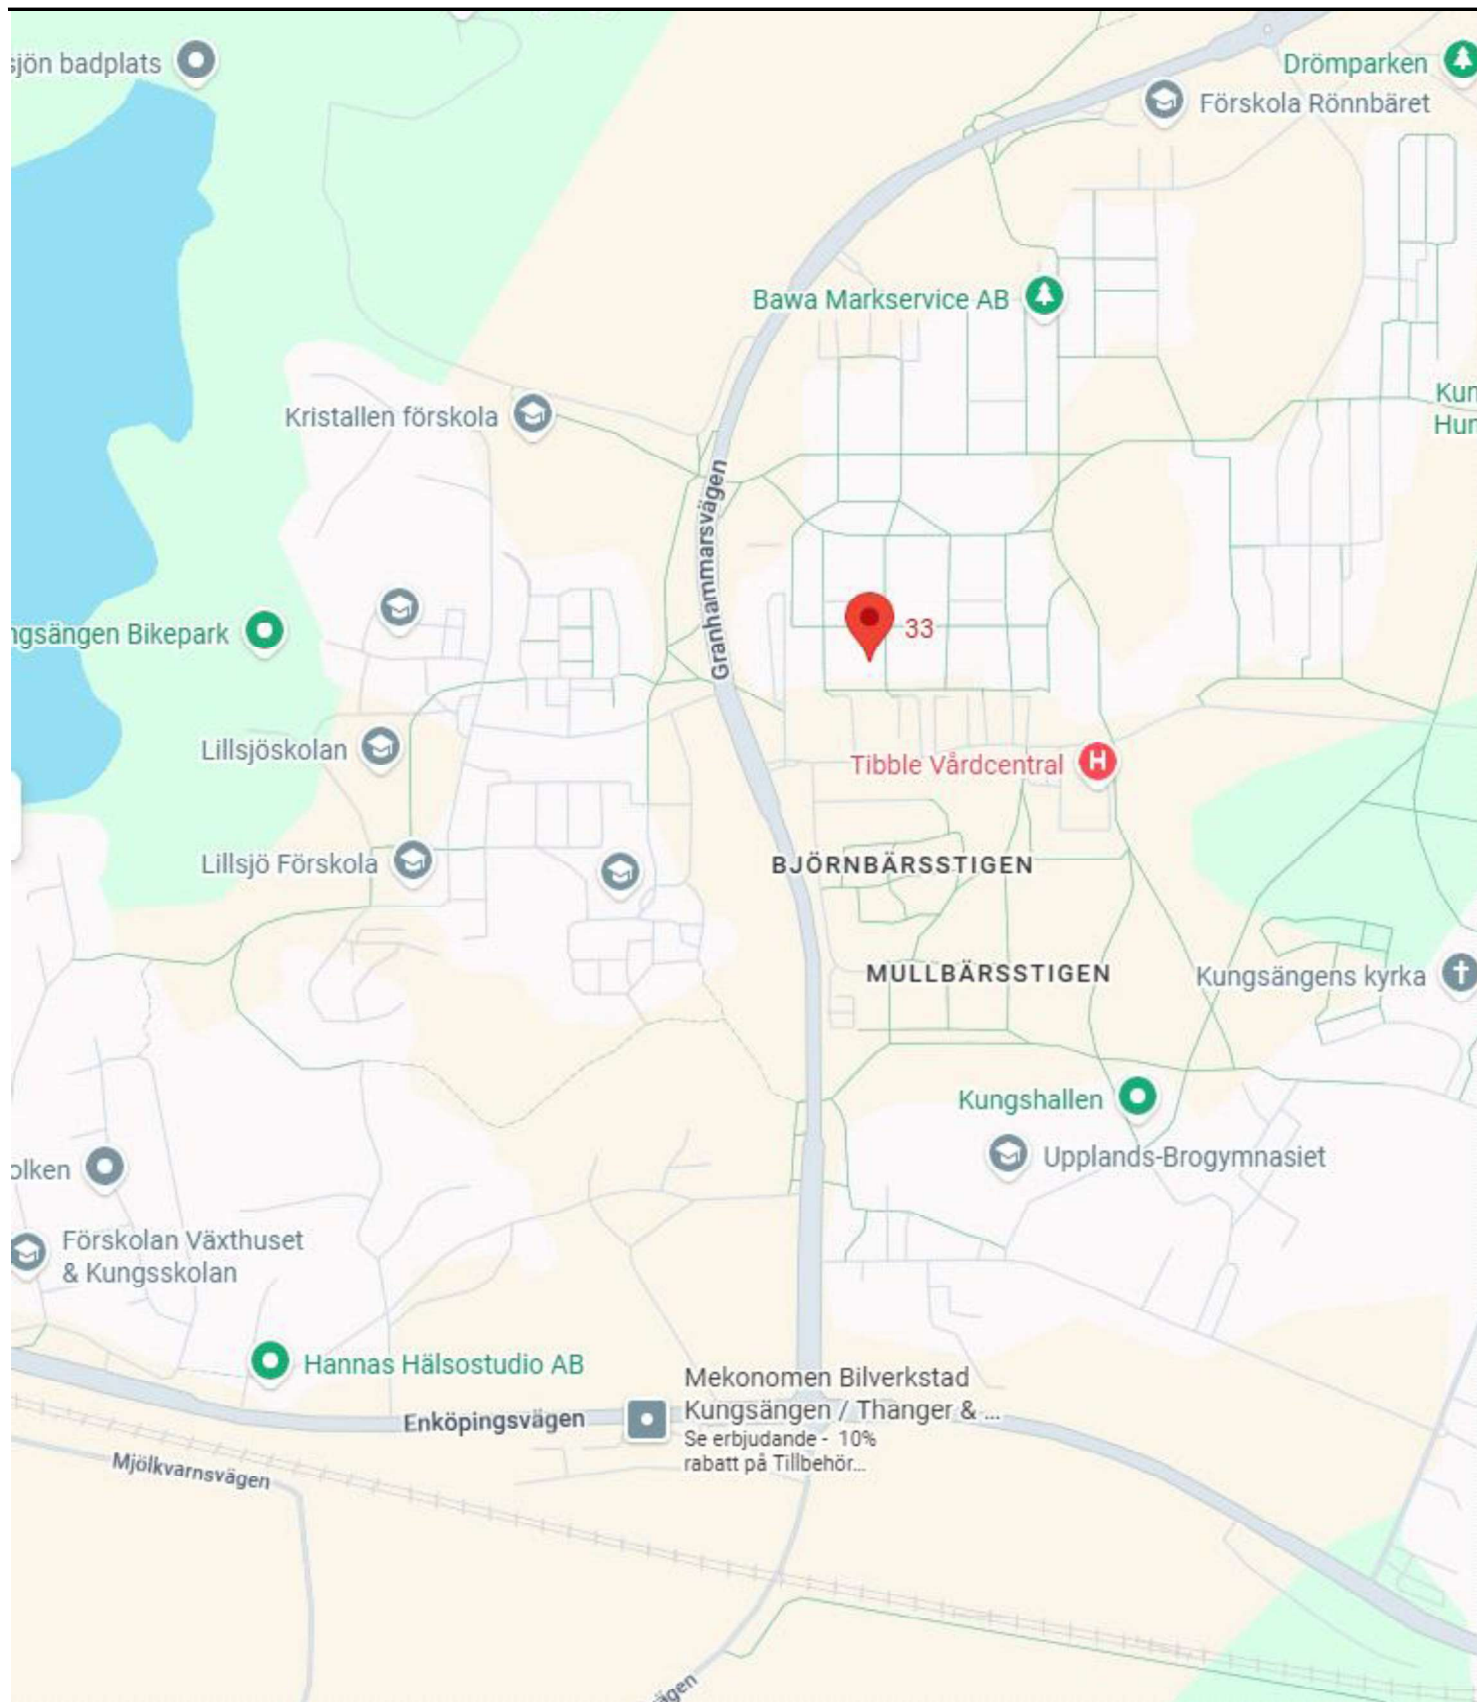 sjön badplats
Drömparken
Förskola Rönnbäret
Bawa Markservice AB
Kristallen förskola
Kun
Hun
Granhammarsvägen
ngsängen Bikepark
33
Lillsjöskolan
Tibble Vårdcentral
H
Lillsjö Förskola
BJÖRNBÄRSSTIGEN
MULLBÄRSSTIGEN
Kungsängens kyrka
Kungshallen
Upplands-Brogymnasiet
olken
Förskolan Växthuset
& Kungsskolan
Hannas Hälsostudio AB
Mekonomen Bilverkstad
Kungsängen / Thanger & ...
Se erbjudande - 10%
rabatt på Tillbehör...
Enköpingsvägen
Mjölkvarnsvägen
vägen